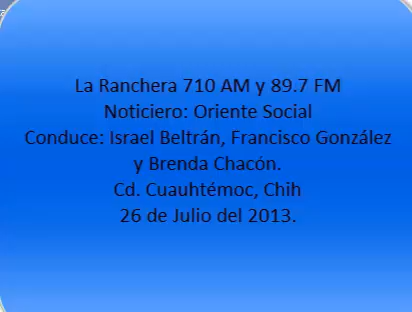 La Ranchera 710 AM y 89.7 FM
Noticiero: Oriente Social
Conduce: Israel Beltrán, Francisco González
y Brenda Chacón.
Cd. Cuauhtémoc, Chih
26 de Julio del 2013.